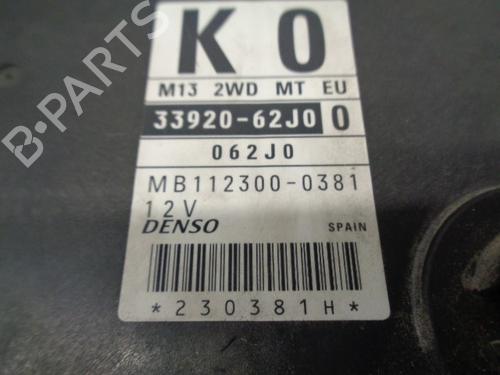 K 0
M13 2WD MT EU
33920-62J0 0
062J0
MB112300-0381
12V
DENSO
SPAIN
*230381H*
B-PARTS